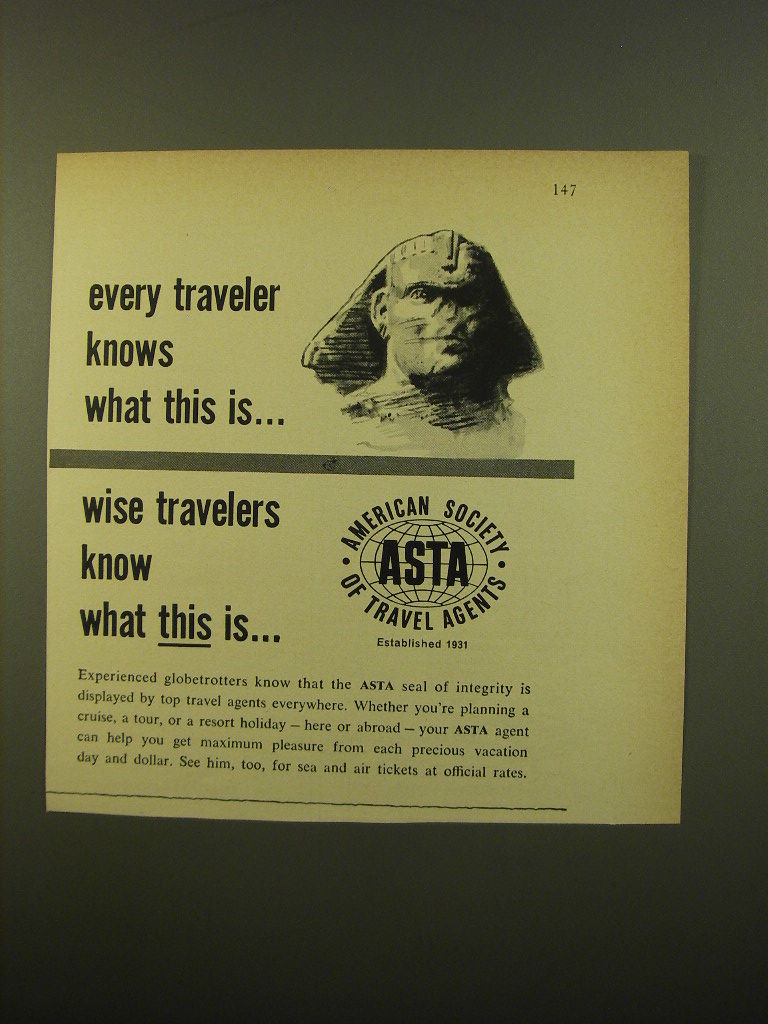 147
every traveler
knows
what this is...
wise travelers
know
what this is...
AMERICAN SOCIETY
ASTA
OF TRAVEL AGENTS
Established 1931
Experienced globetrotters know that the ASTA seal of integrity is
displayed by top travel agents everywhere. Whether you're planning a
cruise, a tour, or a resort holiday – here or abroad – your ASTA agent
can help you get maximum pleasure from each precious vacation
day and dollar. See him, too, for sea and air tickets at official rates.